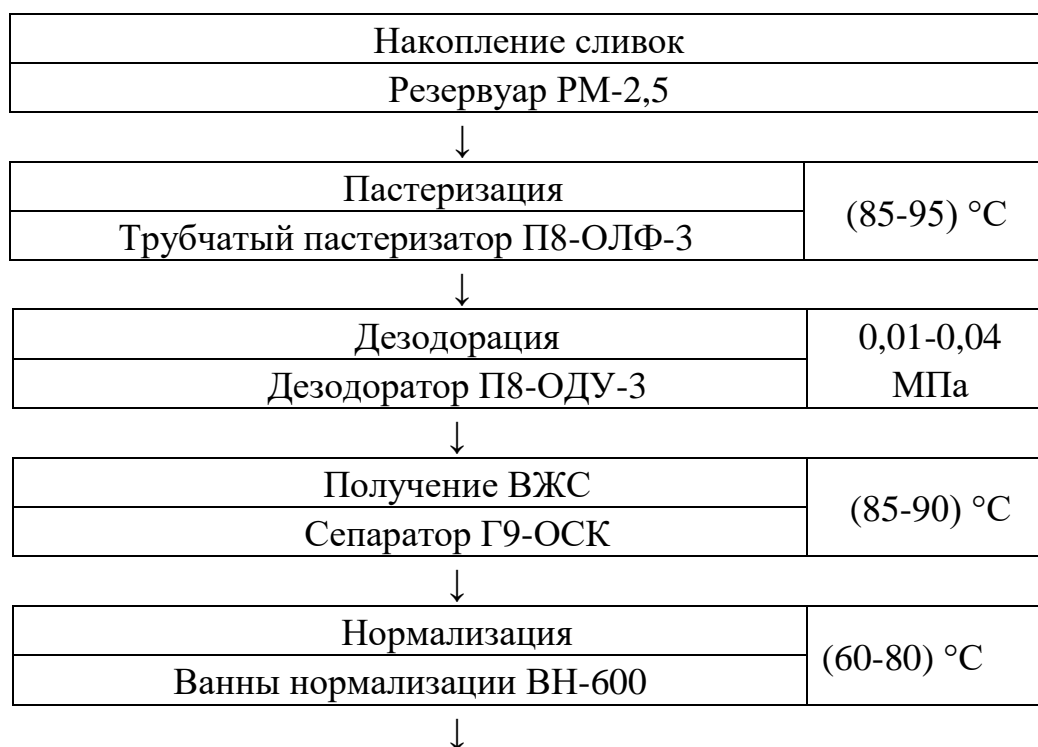 Накопление сливок
Резервуар РМ-2,5
↓
Пастеризация
Трубчатый пастеризатор П8-ОЛФ-3
(85-95) °С
↓
Дезодорация
Дезодоратор П8-ОДУ-3
0,01-0,04
МПа
↓
Получение ВЖС
Сепаратор Г9-ОСК
(85-90) °С
↓
Нормализация
Ванны нормализации ВН-600
(60-80) °С
↓